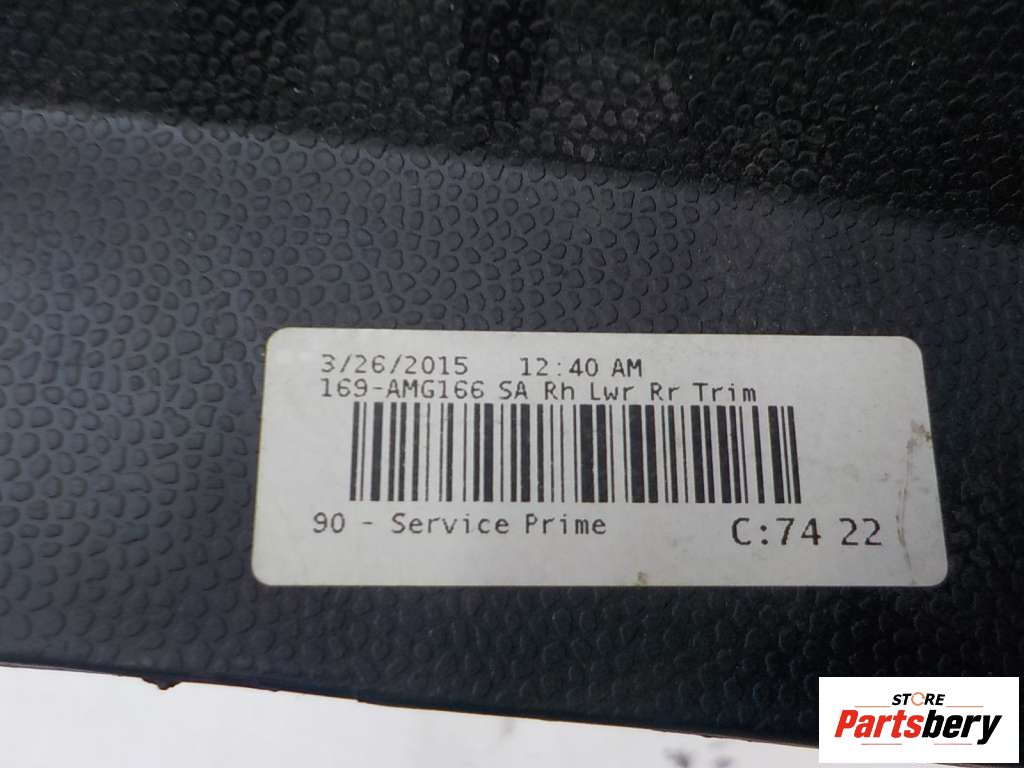 3/26/2015 12:40 AM
169-AMG166 SA Rh Lwr Rr Trim
90 - Service Prime
C:74 22
STORE
Partsbery